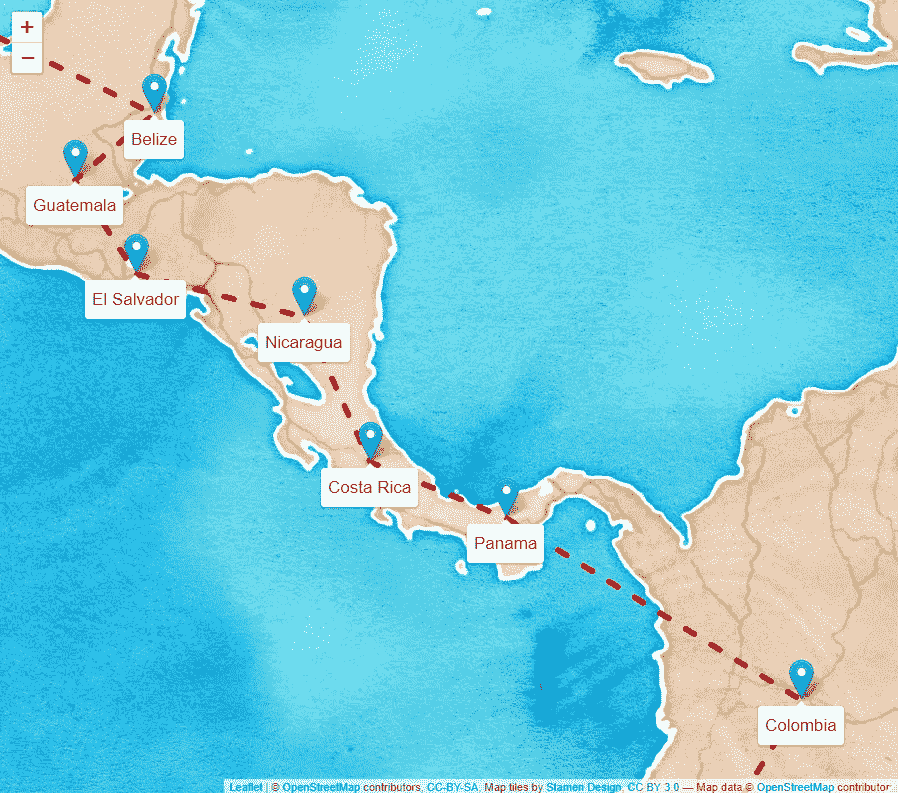 +
−
Belize
Guatemala
El Salvador
Nicaragua
Costa Rica
Panama
Colombia
Leaflet | © OpenStreetMap contributors, CC-BY-SA, Map tiles by Stamen Design, CC BY 3.0 — Map data © OpenStreetMap contributor